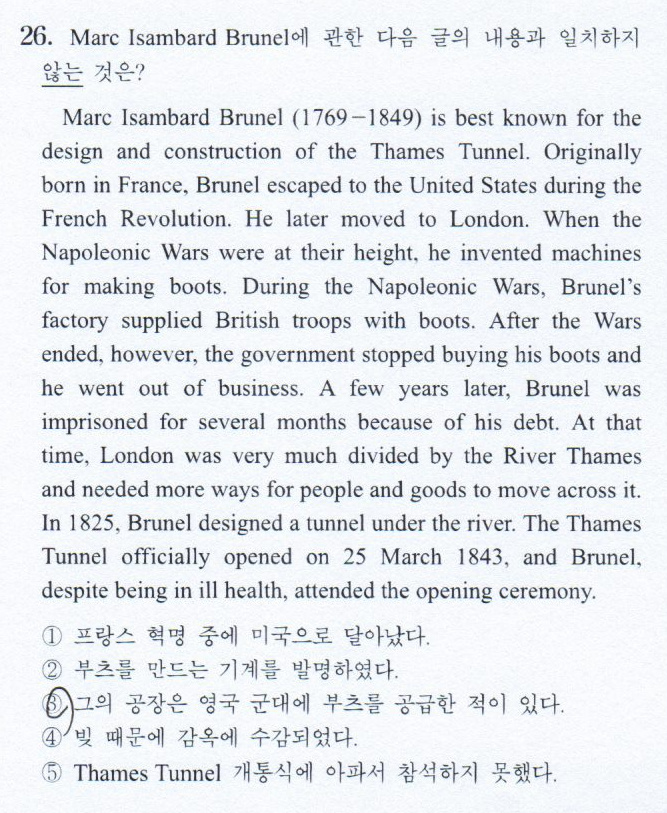 26. Marc Isambard Brunel에 관한 다음 글의 내용과 일치하지
않는 것은?
Marc Isambard Brunel (1769−1849) is best known for the
design and construction of the Thames Tunnel. Originally
born in France, Brunel escaped to the United States during the
French Revolution. He later moved to London. When the
Napoleonic Wars were at their height, he invented machines
for making boots. During the Napoleonic Wars, Brunel’s
factory supplied British troops with boots. After the Wars
ended, however, the government stopped buying his boots and
he went out of business. A few years later, Brunel was
imprisoned for several months because of his debt. At that
time, London was very much divided by the River Thames
and needed more ways for people and goods to move across it.
In 1825, Brunel designed a tunnel under the river. The Thames
Tunnel officially opened on 25 March 1843, and Brunel,
despite being in ill health, attended the opening ceremony.
① 프랑스 혁명 중에 미국으로 달아났다.
② 부츠를 만드는 기계를 발명하였다.
③ 그의 공장은 영국 군대에 부츠를 공급한 적이 있다.
④ 빚 때문에 감옥에 수감되었다.
⑤ Thames Tunnel 개통식에 아파서 참석하지 못했다.